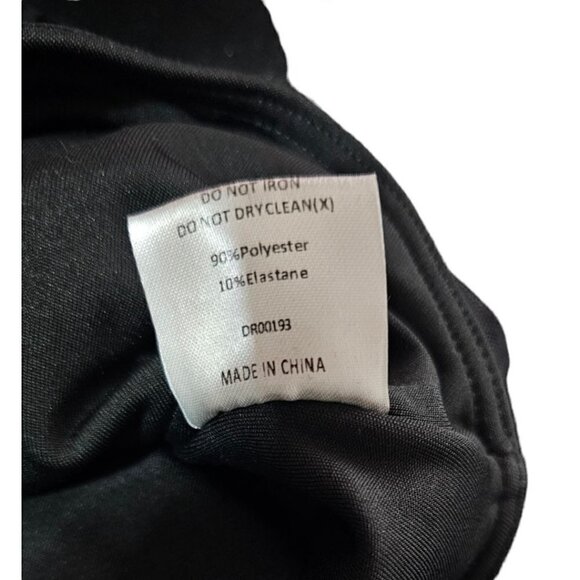 DO NOT IRON
DO NOT DRYCLEAN(X)
90%Polyester
10%Elastane
DR00193
MADE IN CHINA